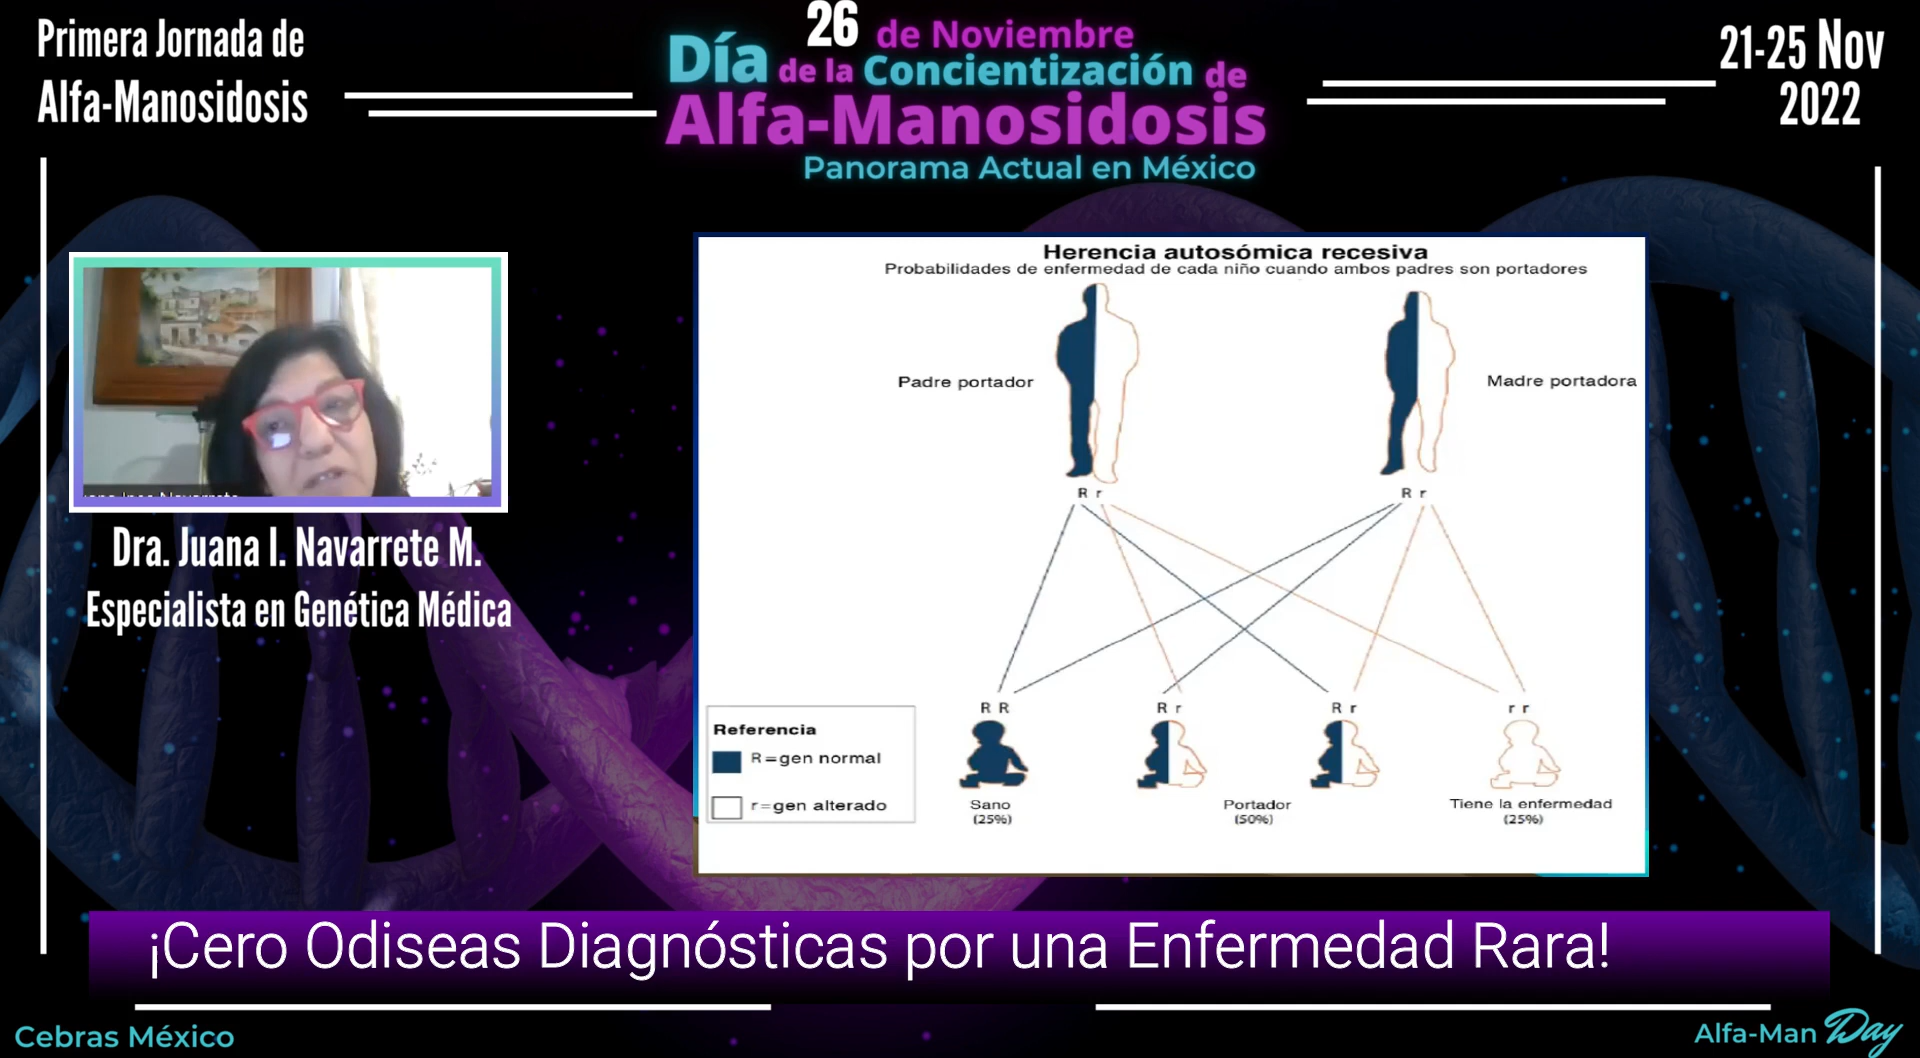 Primera Jornada de
Alfa-Manosidosis
26 de Noviembre
Día de la Concientización de
Alfa-Manosidosis
Panorama Actual en México
21-25 Nov
2022
Dra. Juana I. Navarrete M.
Especialista en Genética Médica
Herencia autosómica recesiva
Probabilidades de enfermedad de cada niño cuando ambos padres son portadores
Padre portador
Madre portadora
R r
R r
R R
R r
R r
r r
Referencia
R=gen normal
r=gen alterado
Sano
(25%)
Portador
(50%)
Tiene la enfermedad
(25%)
¡Cero Odiseas Diagnósticas por una Enfermedad Rara!
Cebras México
Alfa-Man Day